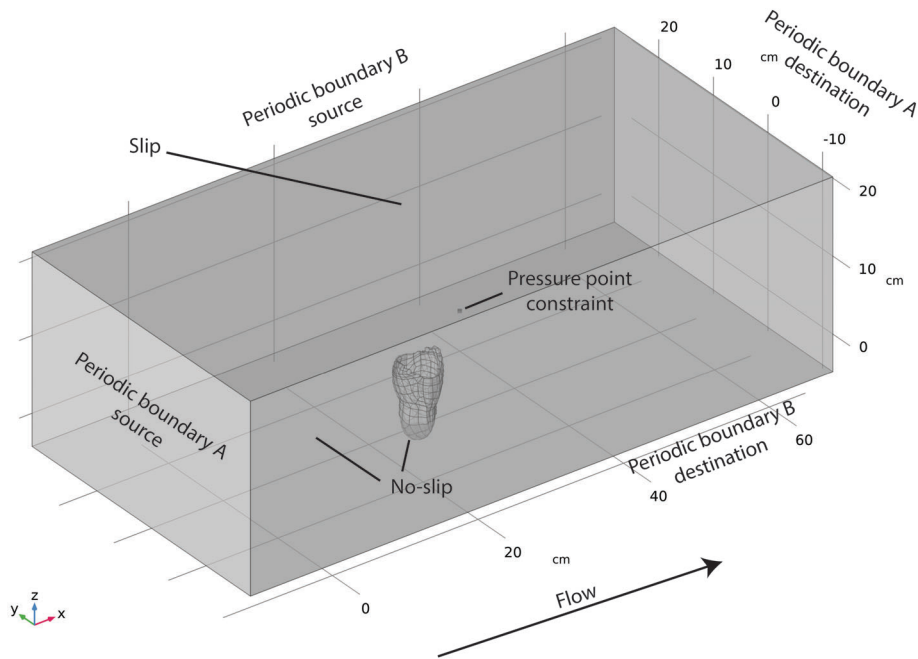 20
cm
10
0
-10
Periodic boundary A
destination
Periodic boundary B
source
Slip
20
10
cm
0
Pressure point
constraint
Periodic boundary A
source
No-slip
Periodic boundary B
destination
60
40
20
cm
0
Flow
z
y
x